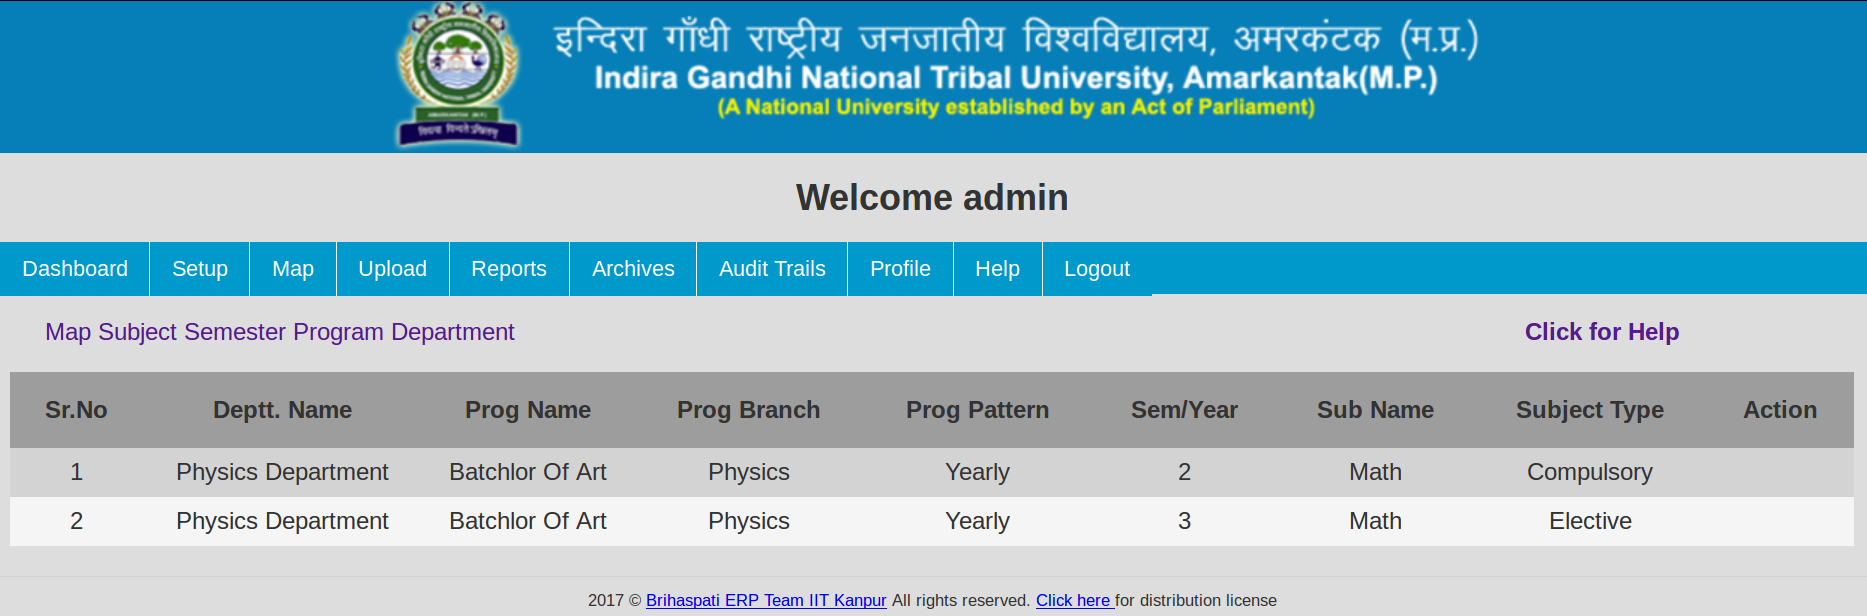 इन्दिरा गाँधी राष्ट्रीय जनजातीय विश्वविद्यालय, अमरकंटक (म.प्र.)
Indira Gandhi National Tribal University, Amarkantak(M.P.)
(A National University established by an Act of Parliament)
AMARKANTAK (M.P.)
Welcome admin
Dashboard Setup Map Upload Reports Archives Audit Trails Profile Help Logout
Map Subject Semester Program Department Click for Help
Sr.No Deptt. Name Prog Name Prog Branch Prog Pattern Sem/Year Sub Name Subject Type Action
1 Physics Department Batchlor Of Art Physics Yearly 2 Math Compulsory
2 Physics Department Batchlor Of Art Physics Yearly 3 Math Elective
2017 © Brihaspati ERP Team IIT Kanpur All rights reserved. Click here for distribution license